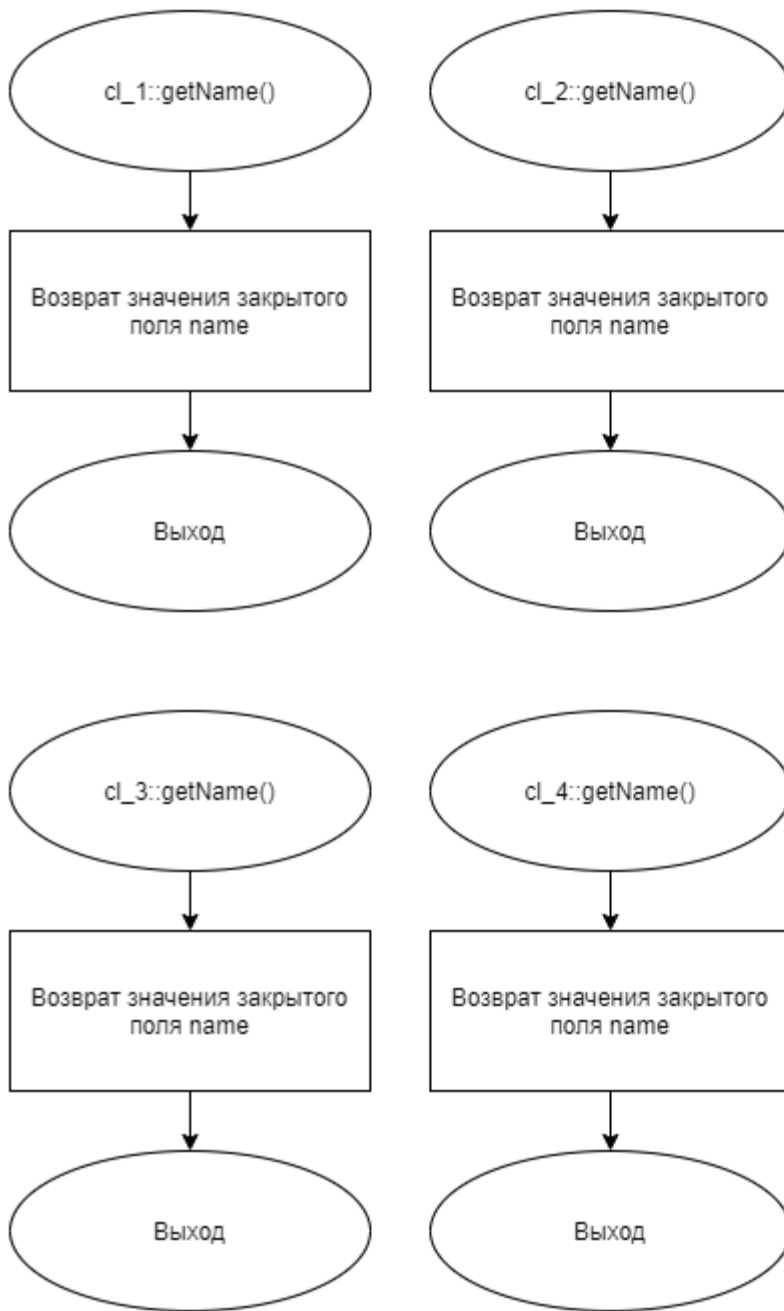 cl_1::getName()
cl_2::getName()
Возврат значения закрытого
поля name
Возврат значения закрытого
поля name
Выход
Выход
cl_3::getName()
cl_4::getName()
Возврат значения закрытого
поля name
Возврат значения закрытого
поля name
Выход
Выход